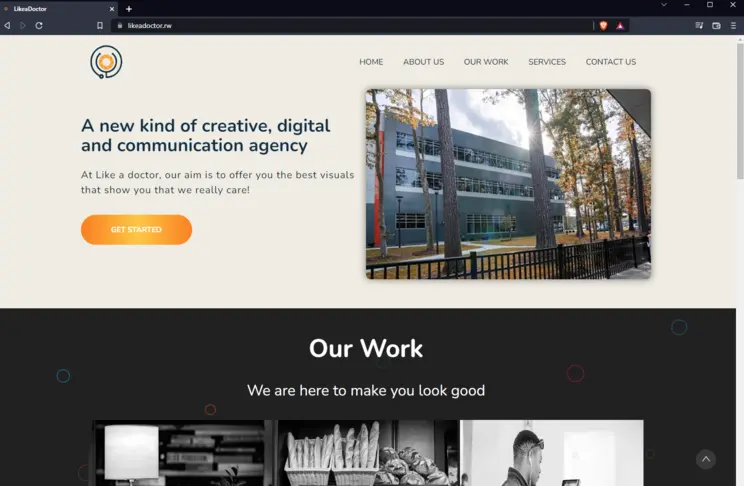 LikeaDoctor
likeadoctor.rw
HOME ABOUT US OUR WORK SERVICES CONTACT US
A new kind of creative, digital
and communication agency
At Like a doctor, our aim is to offer you the best visuals
that show you that we really care!
GET STARTED
Our Work
We are here to make you look good